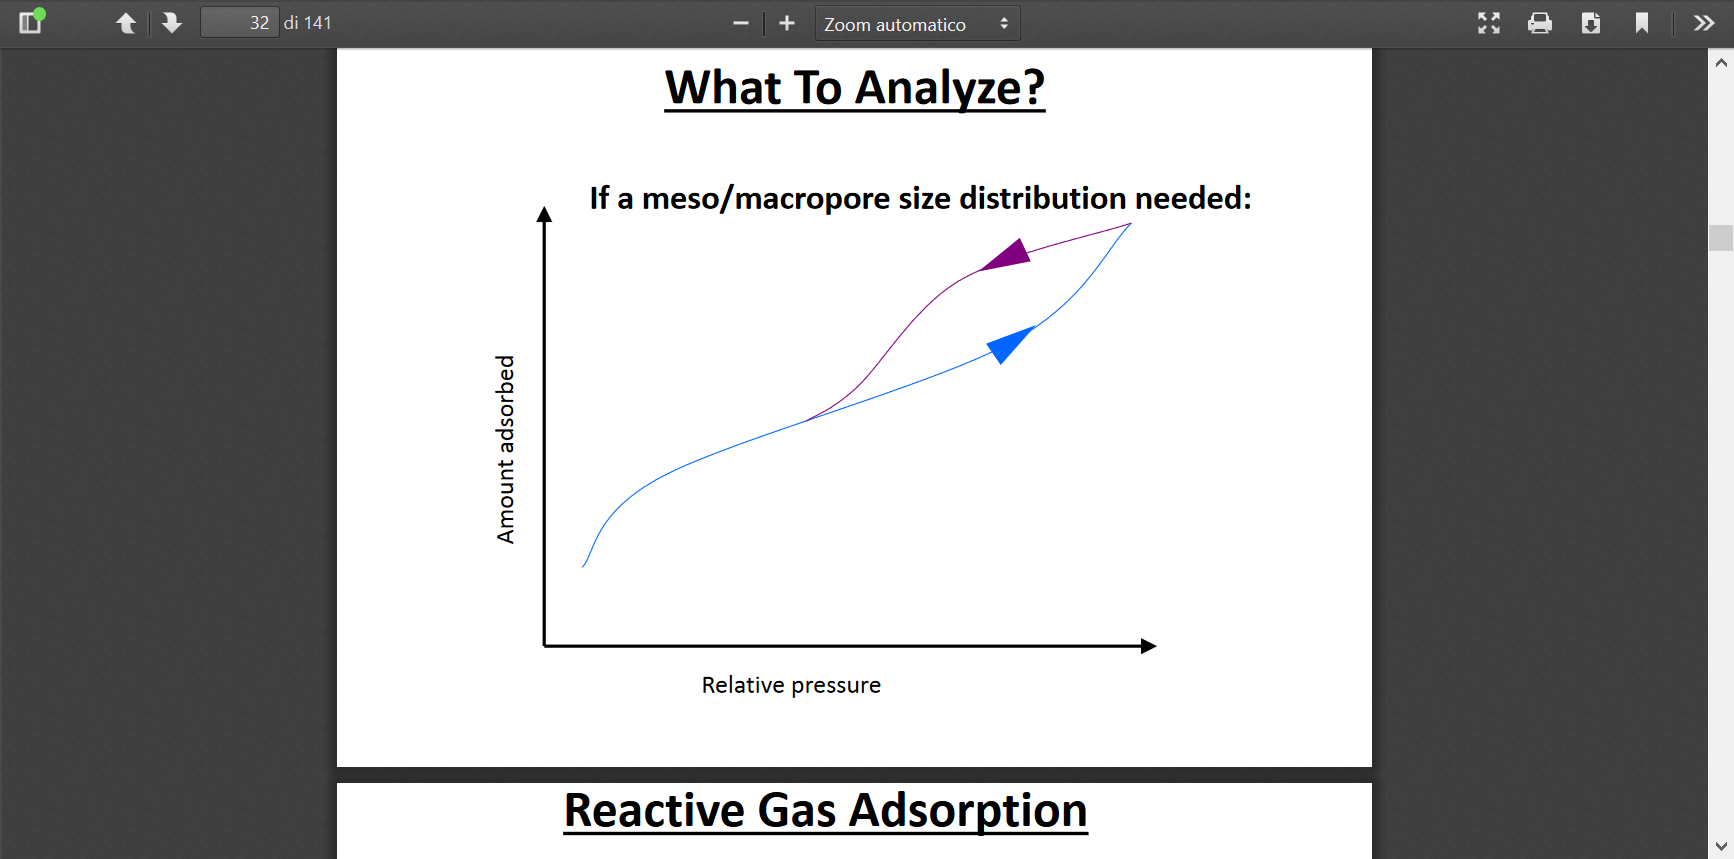 32 di 141
Zoom automatico
What To Analyze?
If a meso/macropore size distribution needed:
Amount adsorbed
Relative pressure
Reactive Gas Adsorption